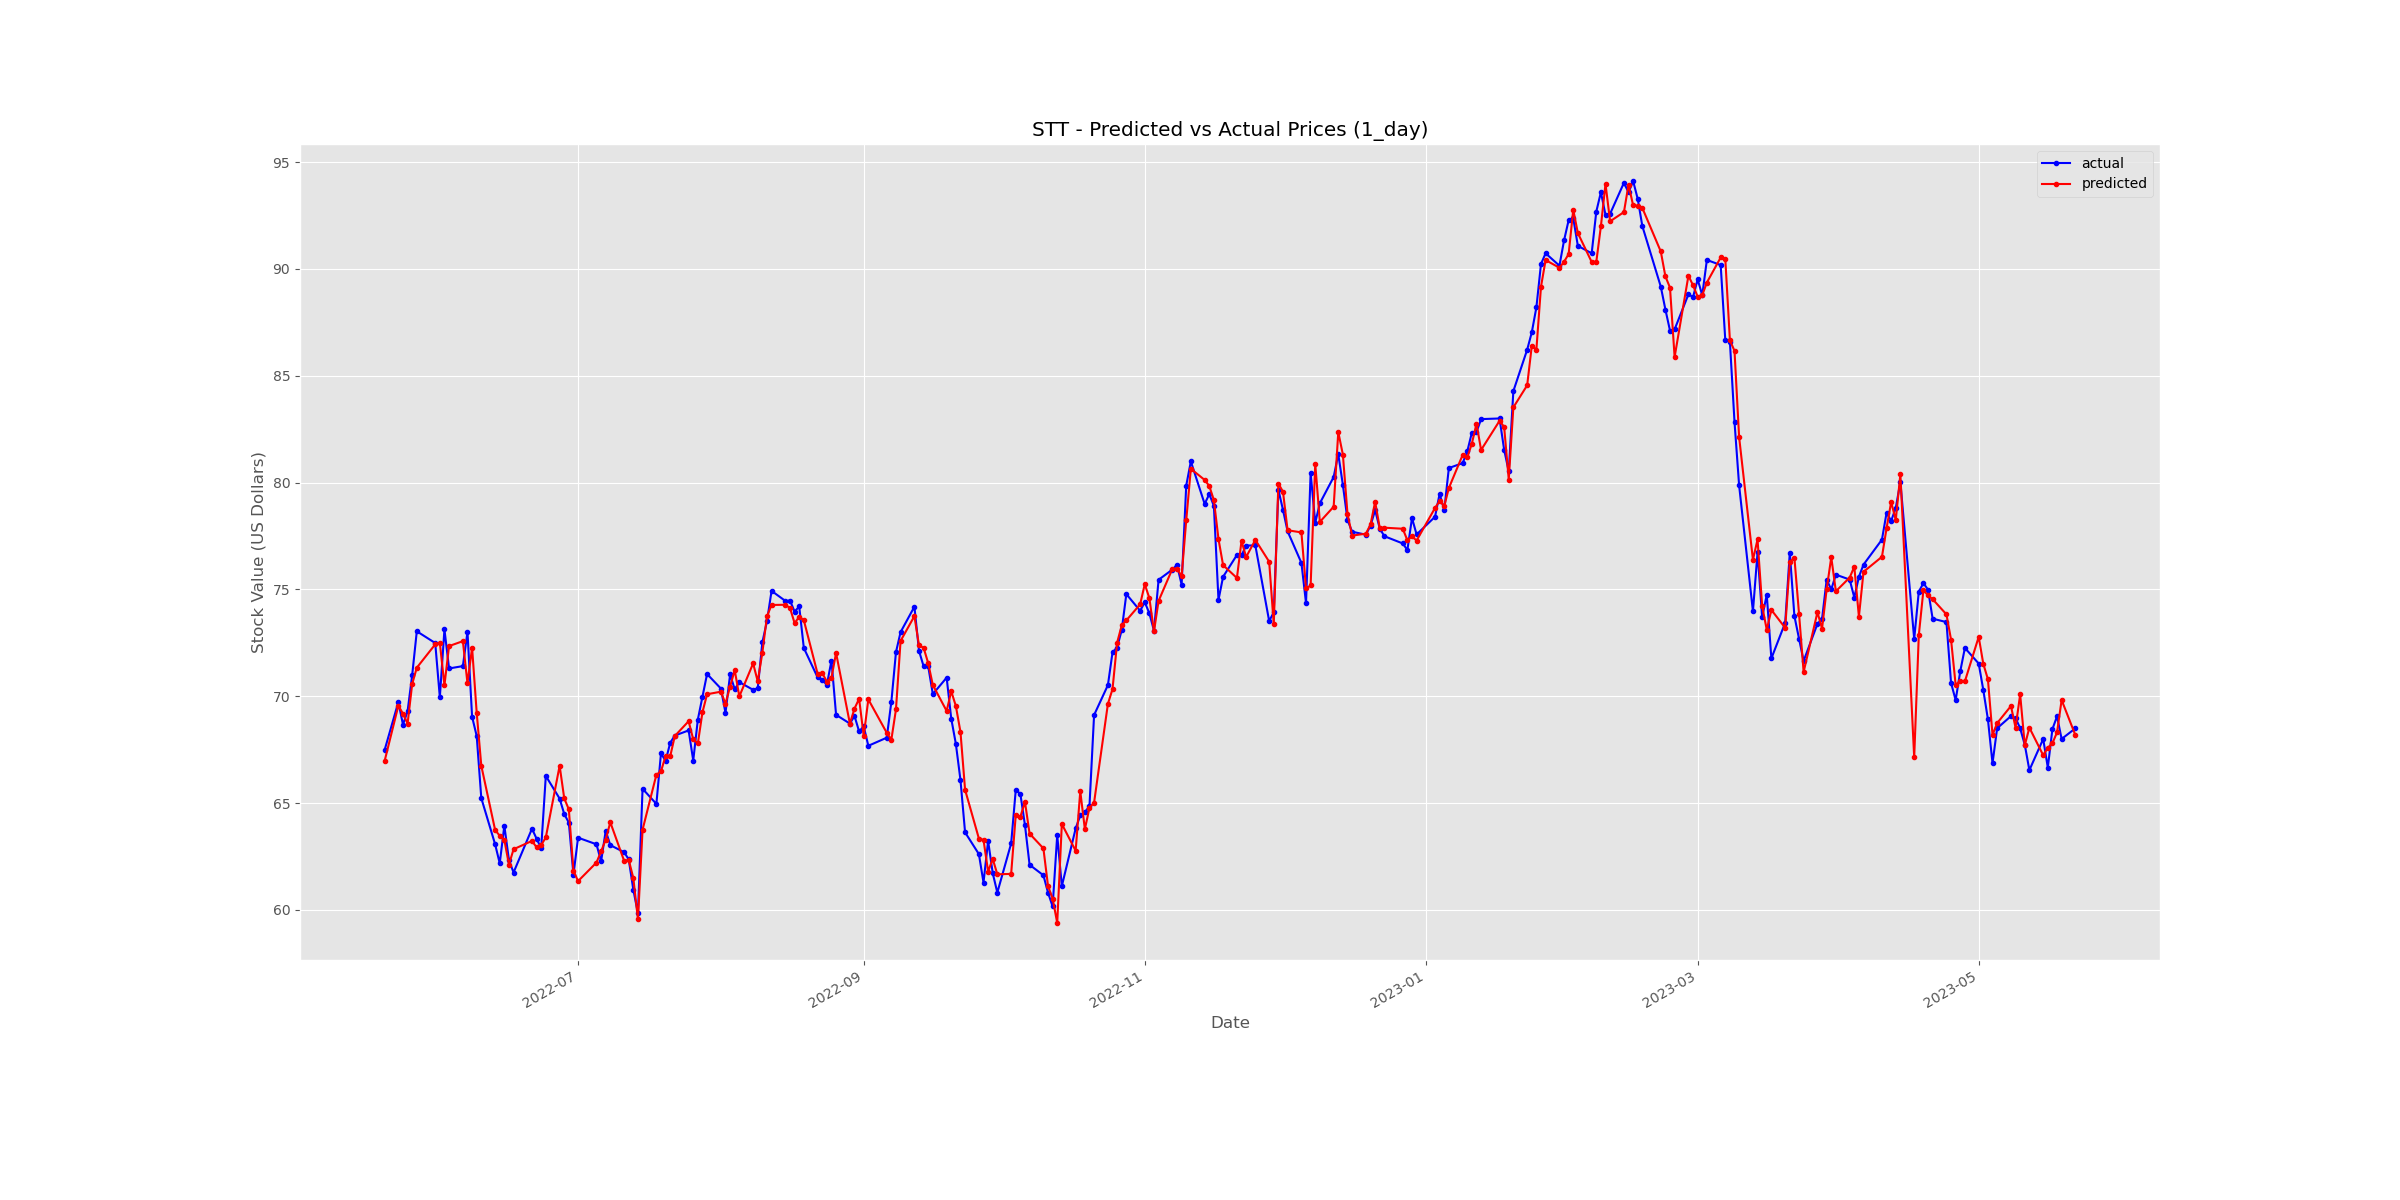 STT - Predicted vs Actual Prices (1_day)
actual
predicted
Stock Value (US Dollars)
95
90
85
80
75
70
65
60
2022-07
2022-09
2022-11
2023-01
2023-03
2023-05
Date